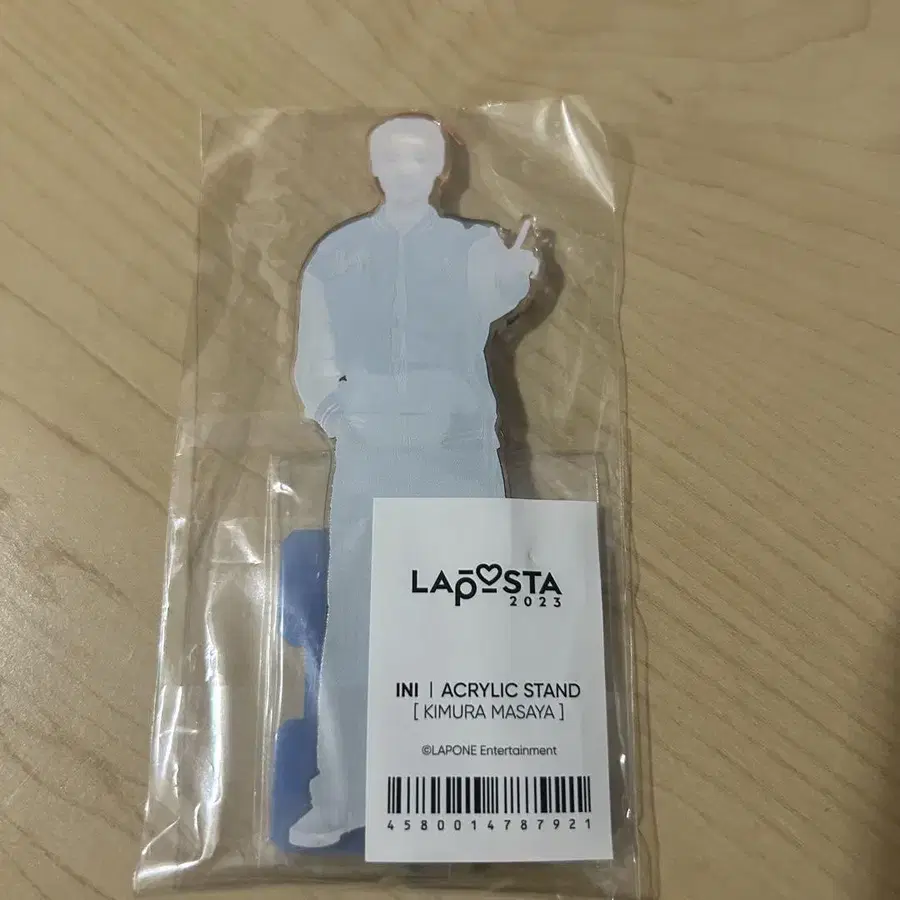 LAPOSTA
2023
INI | ACRYLIC STAND
[ KIMURA MASAYA ]
©LAPONE Entertainment
4580014787921